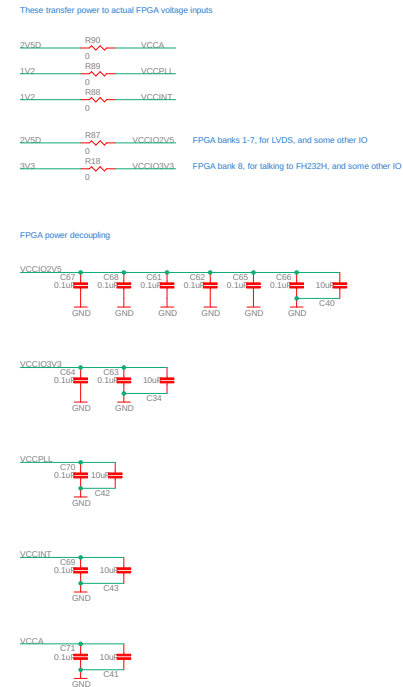 These transfer power to actual FPGA voltage inputs
2V5D R90 VCCA
0
1V2 R89 VCCPLL
0
1V2 R88 VCCINT
0
2V5D R87 VCCIO2V5 FPGA banks 1-7, for LVDS, and some other IO
0
3V3 R18 VCCIO3V3 FPGA bank 8, for talking to FH232H, and some other IO
0
FPGA power decoupling
VCCIO2V5
C67 C68 C61 C62 C65 C66
0.1uF 0.1uF 0.1uF 0.1uF 0.1uF 0.1uF 10uF
C40
GND GND GND GND GND GND
VCCIO3V3
C64 C63
0.1uF 0.1uF 10uF
C34
GND GND
VCCPLL
C70
0.1uF 10uF
C42
GND
VCCINT
C69
0.1uF 10uF
C43
GND
VCCA
C71
0.1uF 10uF
C41
GND